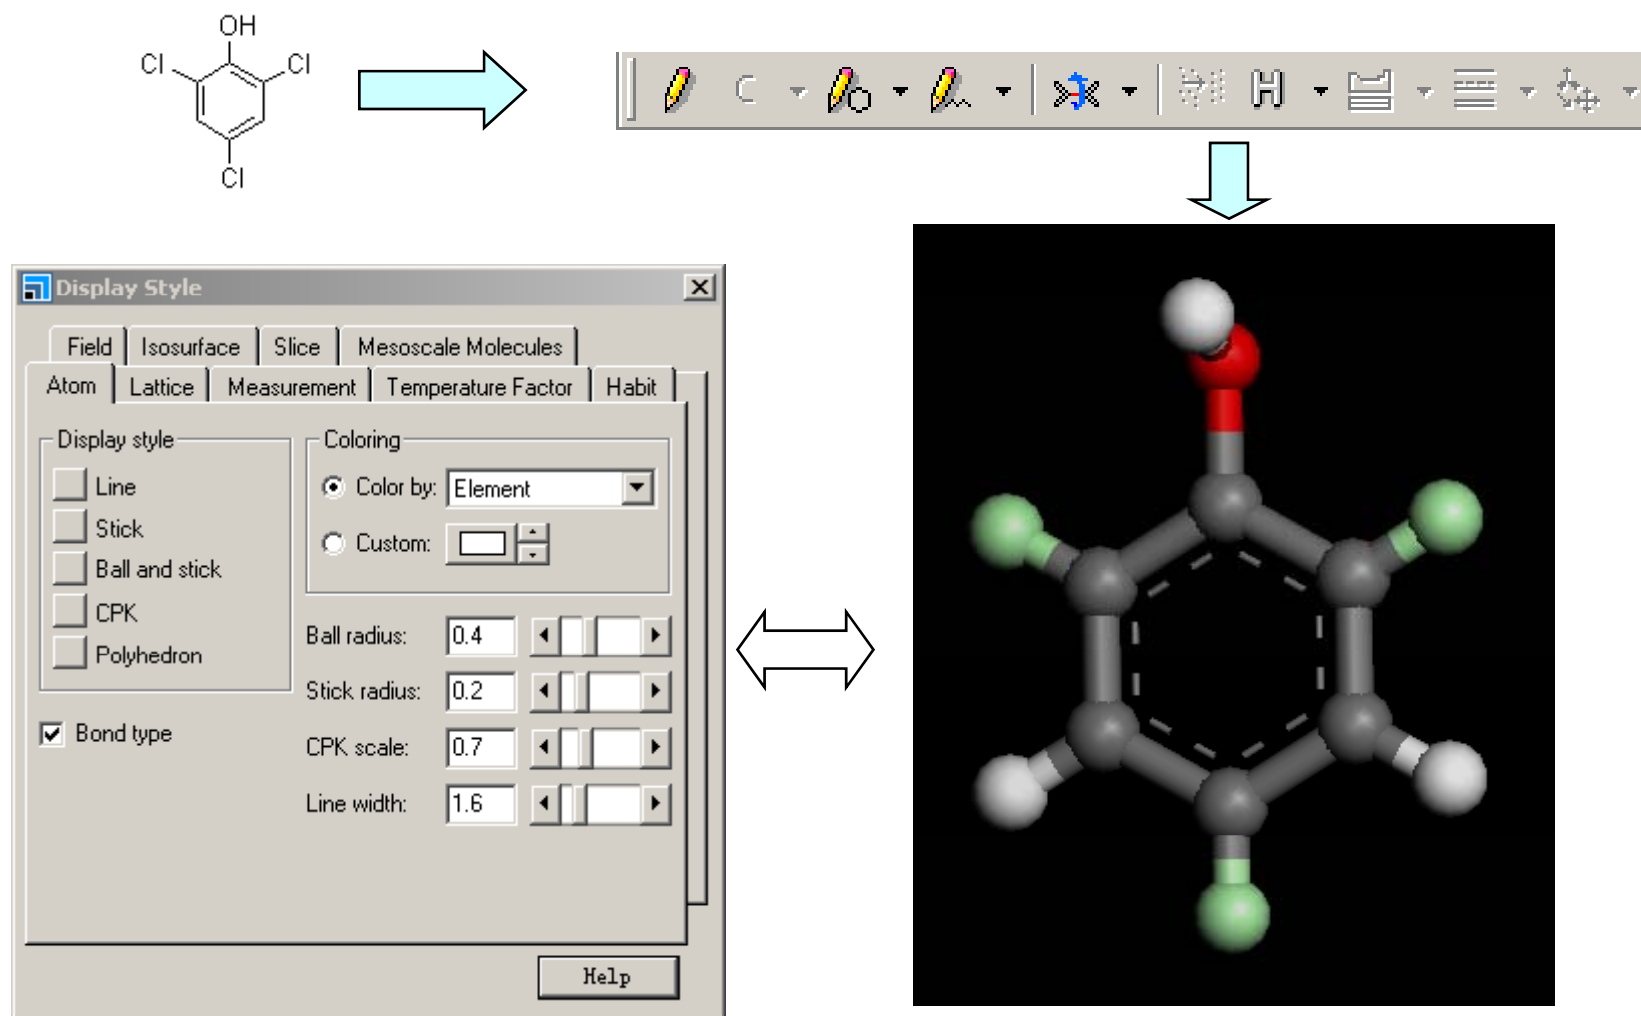 OH
Cl
Cl
Cl
C
H
Display Style
Field Isosurface Slice Mesoscale Molecules
Atom Lattice Measurement Temperature Factor Habit
Display style
Line
Stick
Ball and stick
CPK
Polyhedron
Bond type
Coloring
Color by: Element
Custom:
Ball radius: 0.4
Stick radius: 0.2
CPK scale: 0.7
Line width: 1.6
Help